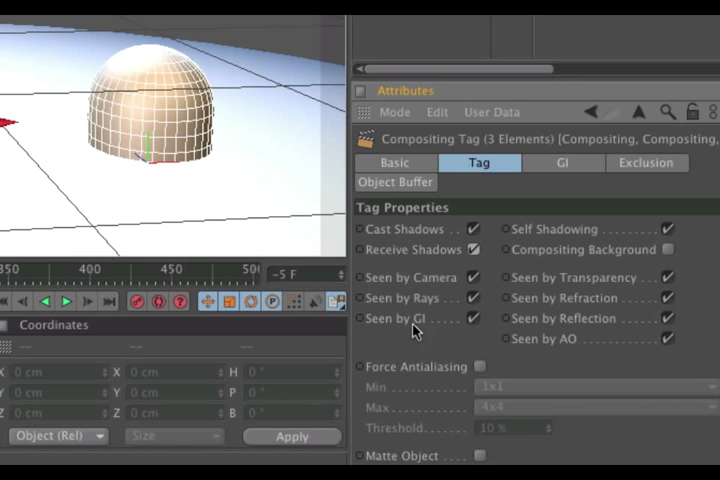 Attributes
Mode Edit User Data
Compositing Tag (3 Elements) [Compositing, Compositing,
Basic Tag GI Exclusion
Object Buffer
Tag Properties
Cast Shadows . . Self Shadowing . . . . . . . .
Receive Shadows Compositing Background
Seen by Camera Seen by Transparency . . .
Seen by Rays . . . Seen by Refraction . . . . .
Seen by GI . . . . . Seen by Reflection . . . . .
Seen by AO . . . . . . . . . . .
Force Antialiasing
Min . . . . . . . . . . . . 1x1
Max . . . . . . . . . . . 4x4
Threshold. . . . . . . 10 %
Matte Object . . . .
350 400 450 50 -5 F
Coordinates
-- -- --
X 0 cm X 0 cm H 0 °
Y 0 cm Y 0 cm P 0 °
Z 0 cm Z 0 cm B 0 °
Object (Rel) Size Apply